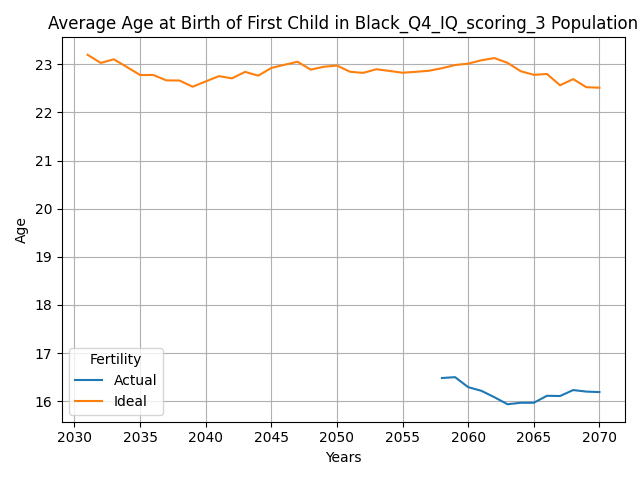 Average Age at Birth of First Child in Black_Q4_IQ_scoring_3 Population
23
22
21
20
19
18
17
16
Age
Fertility
Actual
Ideal
2030 2035 2040 2045 2050 2055 2060 2065 2070
Years